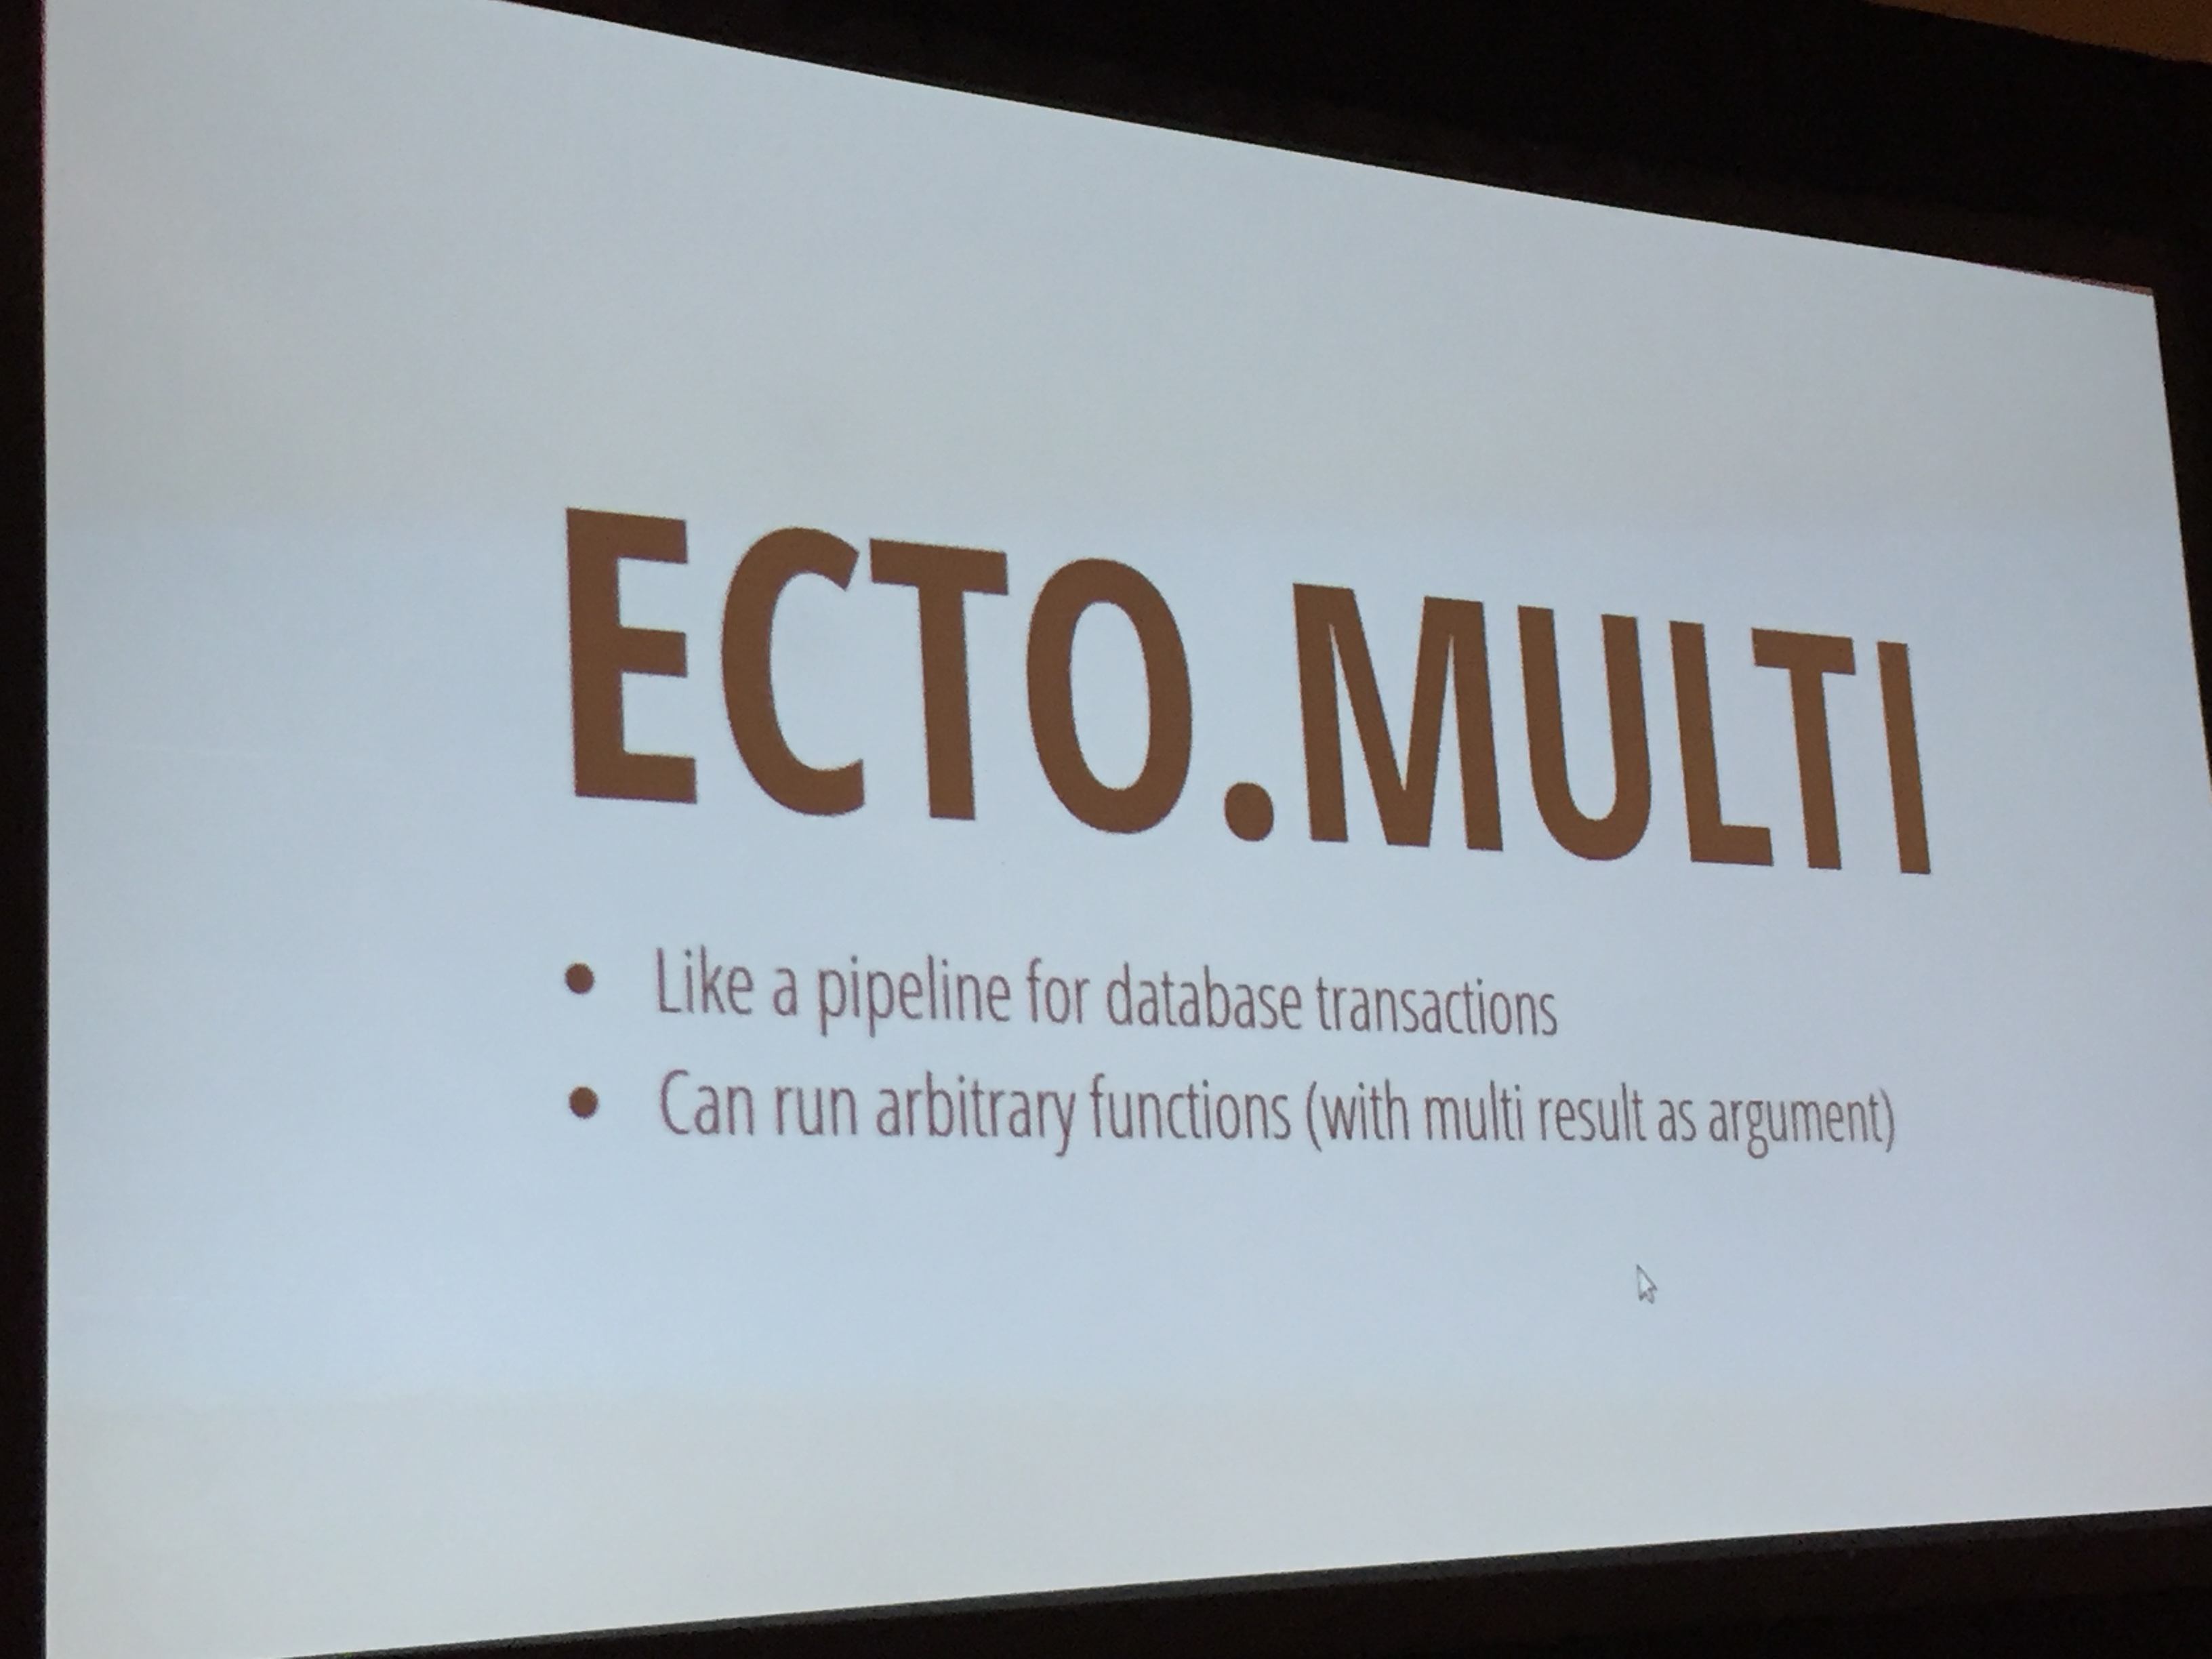 ECTO.MULTI
• Like a pipeline for database transactions
• Can run arbitrary functions (with multi result as argument)